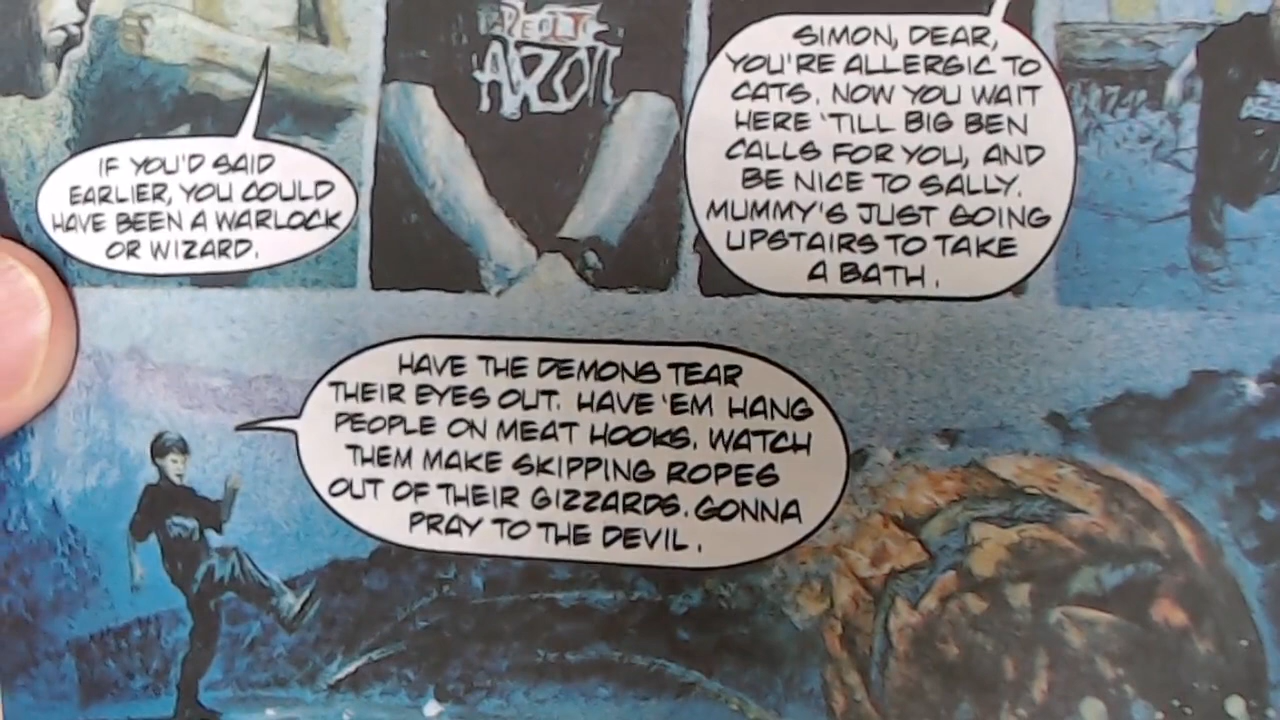 IF YOU'D SAID
EARLIER, YOU COULD
HAVE BEEN A WARLOCK
OR WIZARD.
SIMON, DEAR,
YOU'RE ALLERGIC TO
CATS. NOW YOU WAIT
HERE 'TILL BIG BEN
CALLS FOR YOU, AND
BE NICE TO SALLY.
MUMMY'S JUST GOING
UPSTAIRS TO TAKE
A BATH.
HAVE THE DEMONS TEAR
THEIR EYES OUT. HAVE 'EM HANG
PEOPLE ON MEAT HOOKS. WATCH
THEM MAKE SKIPPING ROPES
OUT OF THEIR GIZZARDS. GONNA
PRAY TO THE DEVIL.